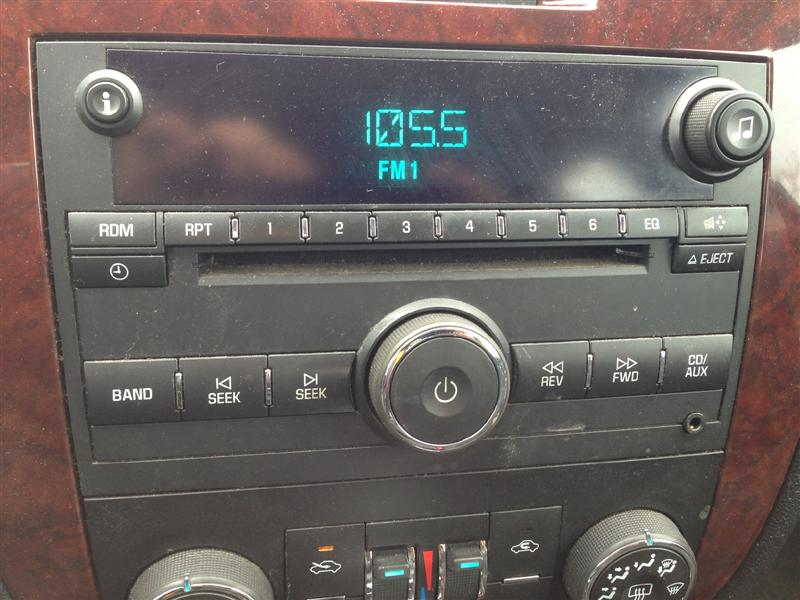 i
105.5
FM1
RDM RPT 1 2 3 4 5 6 EQ
EJECT
BAND SEEK SEEK REV FWD CD/
AUX